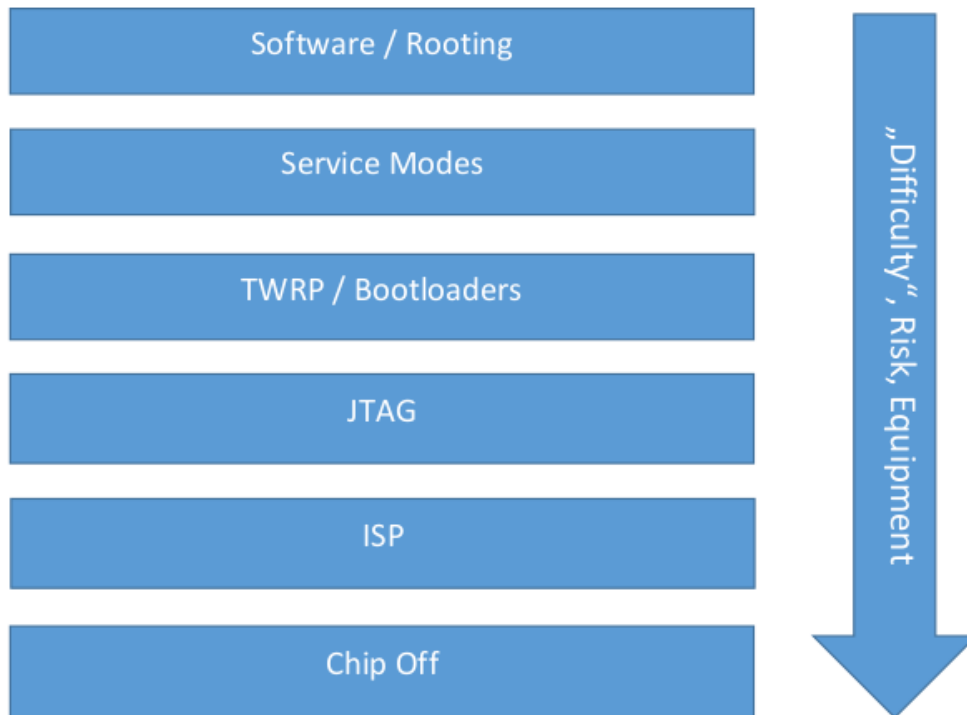 Software / Rooting
Service Modes
TWRP / Bootloaders
JTAG
ISP
Chip Off
„Difficulty“, Risk, Equipment